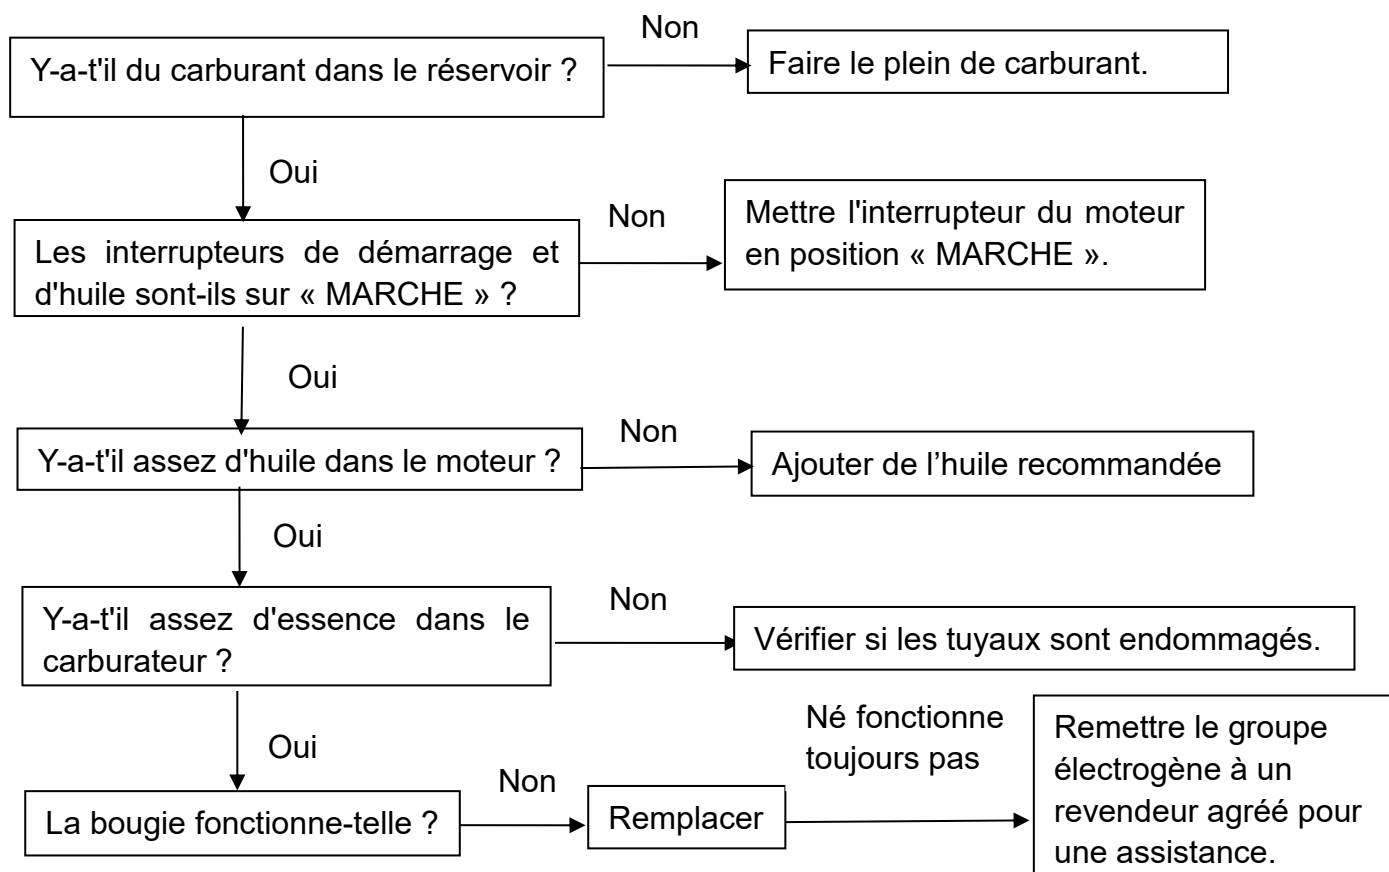 Non
Y-a-t'il du carburant dans le réservoir ?
Faire le plein de carburant.
Oui
Non
Les interrupteurs de démarrage et
d'huile sont-ils sur « MARCHE » ?
Mettre l'interrupteur du moteur
en position « MARCHE ».
Oui
Non
Y-a-t'il assez d'huile dans le moteur ?
Ajouter de l’huile recommandée
Oui
Non
Y-a-t'il assez d'essence dans le
carburateur ?
Vérifier si les tuyaux sont endommagés.
Oui
Non
La bougie fonctionne-telle ?
Remplacer
Né fonctionne
toujours pas
Remettre le groupe
électrogène à un
revendeur agréé pour
une assistance.